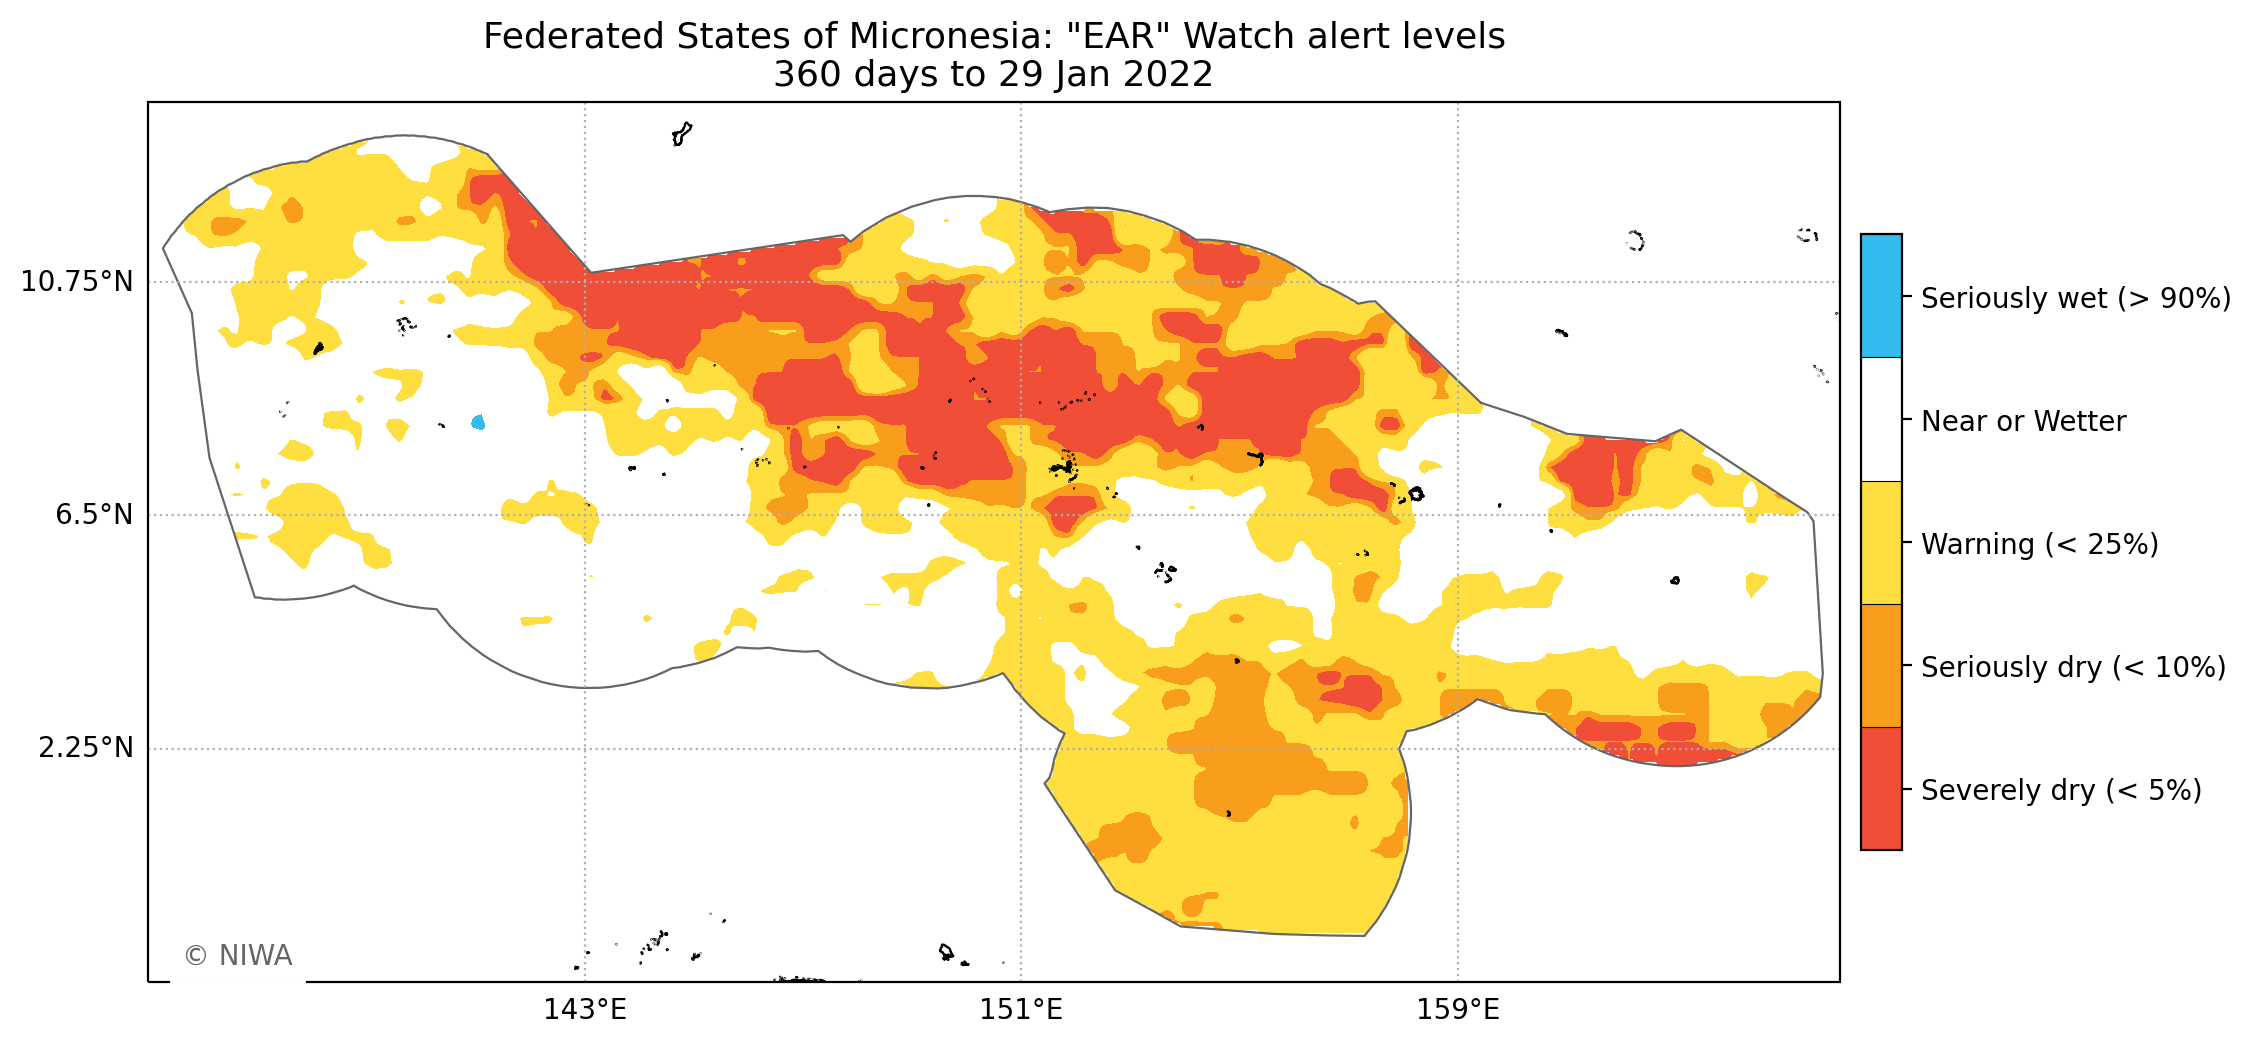 Federated States of Micronesia: "EAR" Watch alert levels
360 days to 29 Jan 2022
10.75°N
6.5°N
2.25°N
143°E
151°E
159°E
© NIWA
Seriously wet (> 90%)
Near or Wetter
Warning (< 25%)
Seriously dry (< 10%)
Severely dry (< 5%)